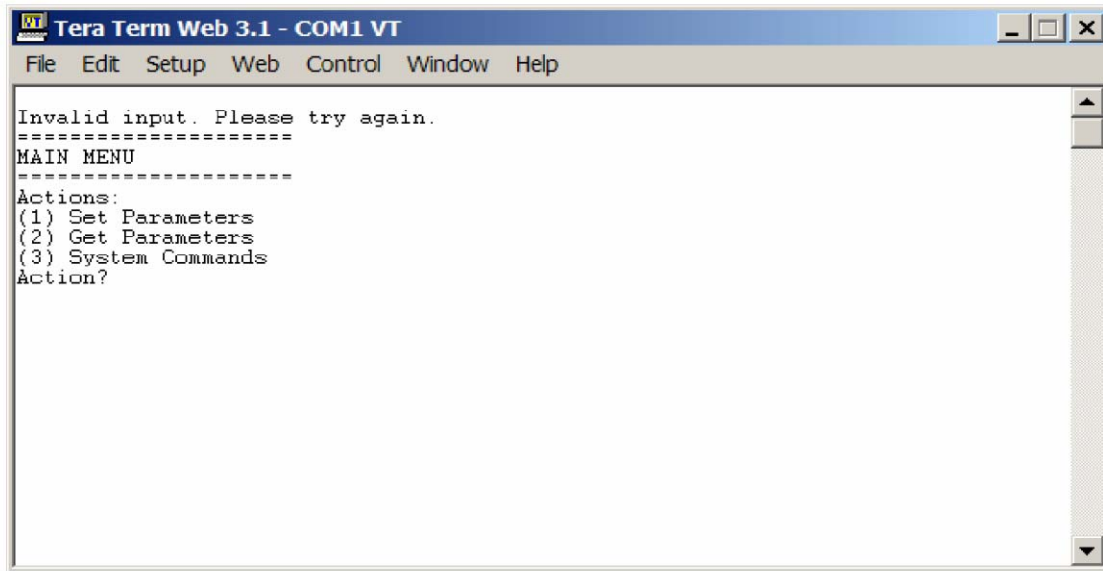 Tera Term Web 3.1 - COM1 VT
File Edit Setup Web Control Window Help
Invalid input. Please try again.
=====================
MAIN MENU
=====================
Actions:
(1) Set Parameters
(2) Get Parameters
(3) System Commands
Action?